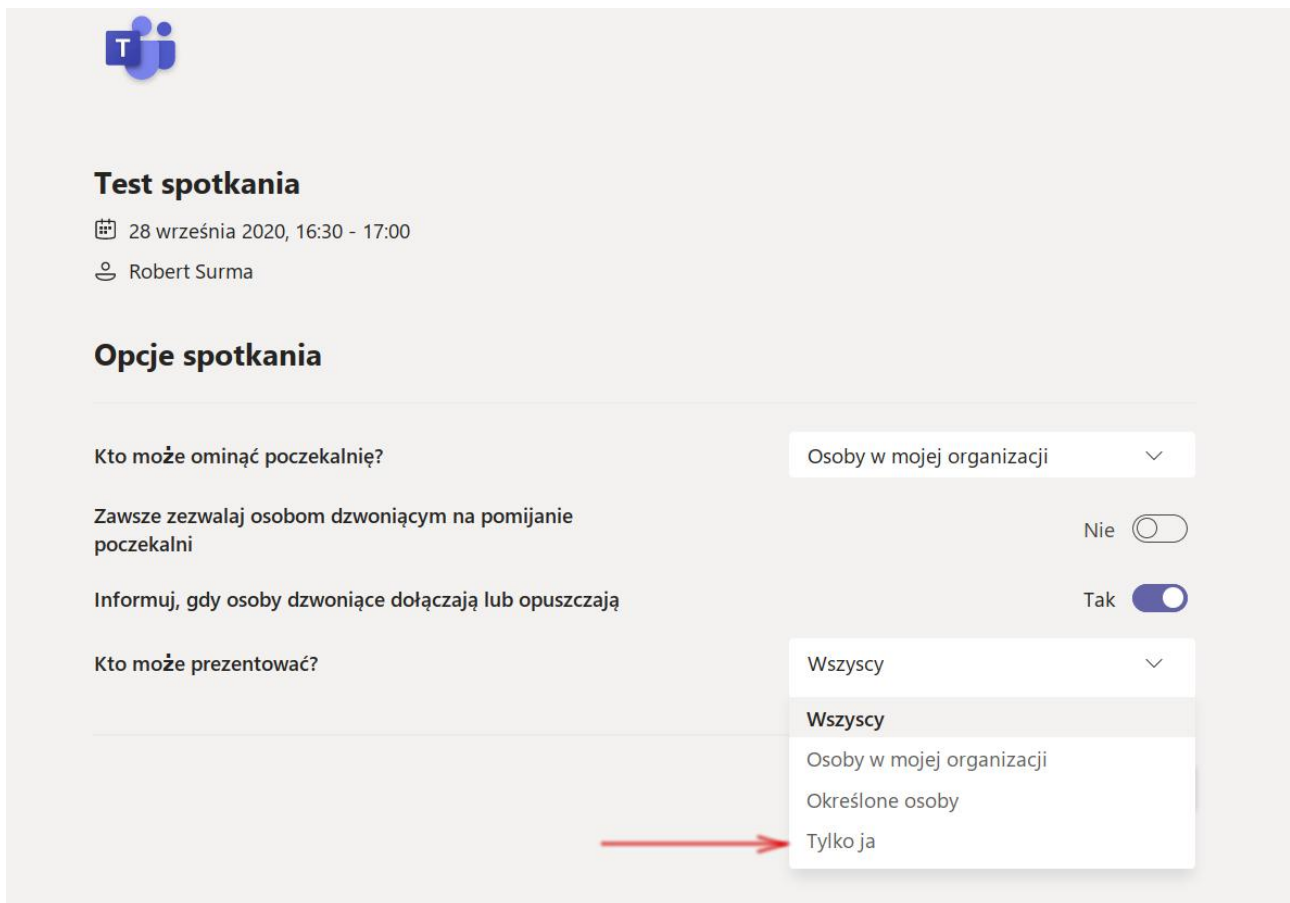 T
Test spotkania
28 września 2020, 16:30 - 17:00
Robert Surma
Opcje spotkania
Kto może ominąć poczekalnię?
Osoby w mojej organizacji
Zawsze zezwalaj osobom dzwoniącym na pomijanie
poczekalni
Nie
Informuj, gdy osoby dzwoniące dołączają lub opuszczają
Tak
Kto może prezentować?
Wszyscy
Wszyscy
Osoby w mojej organizacji
Określone osoby
Tylko ja